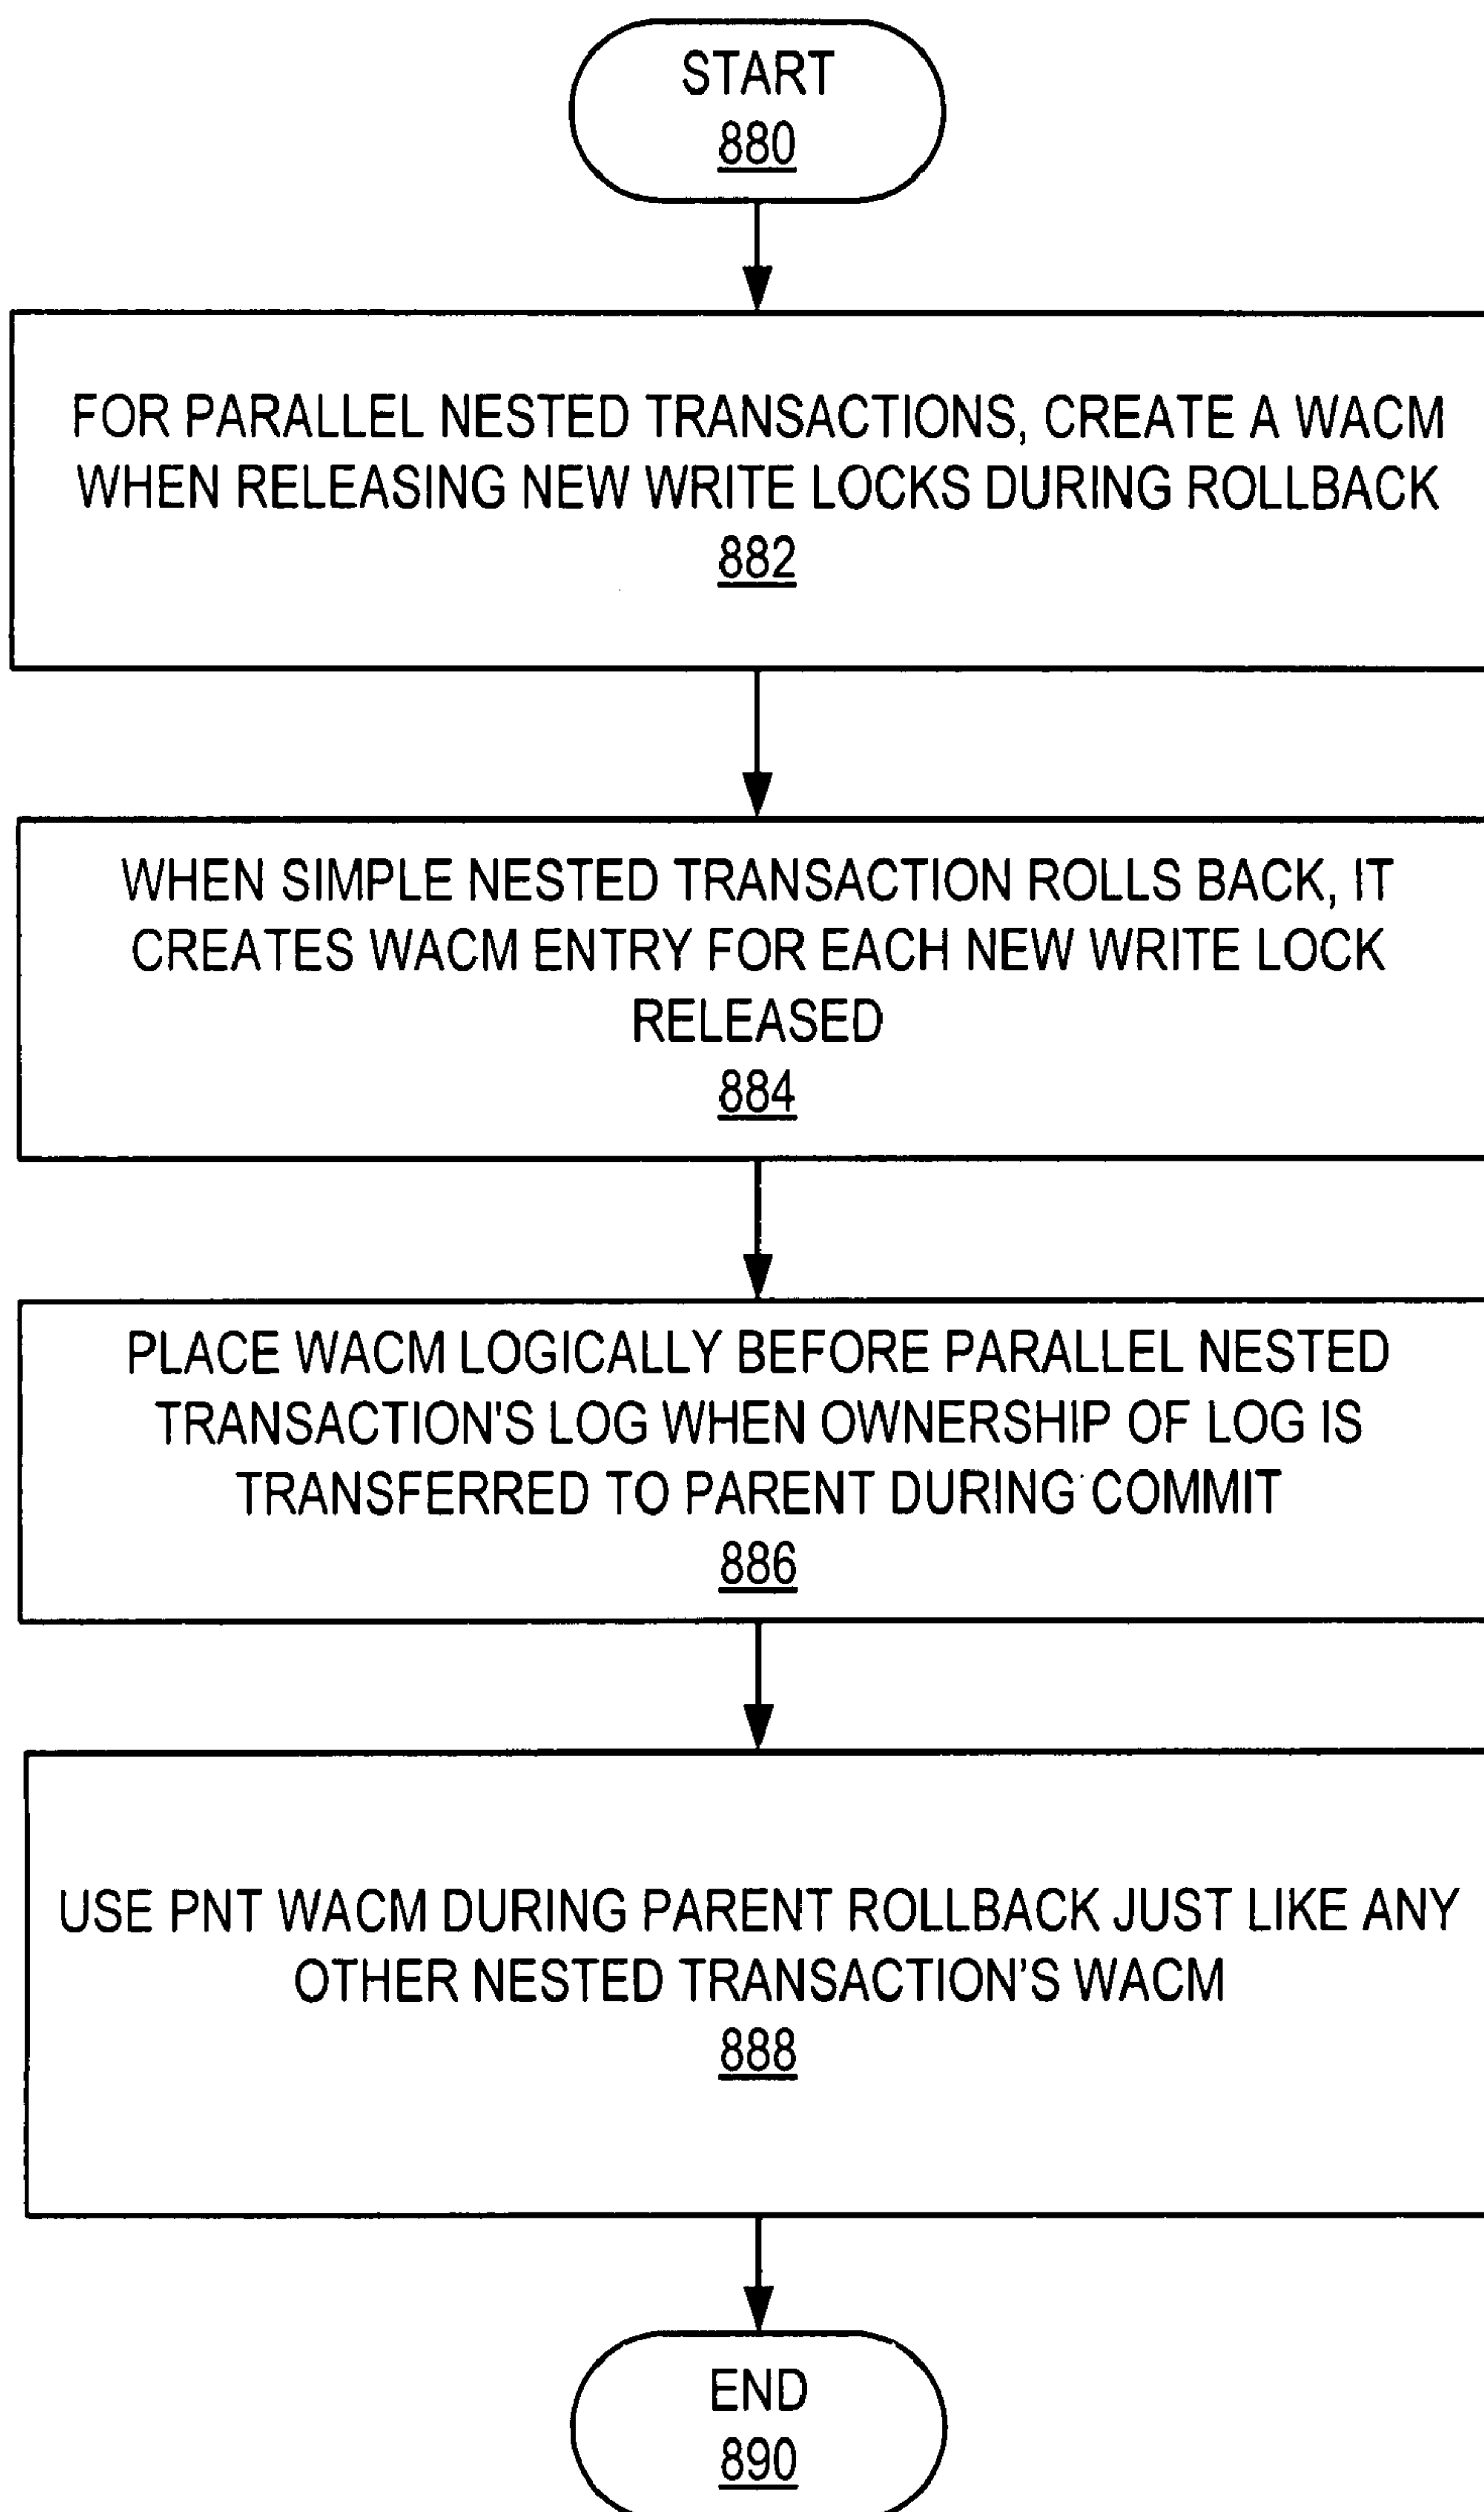 START
880
FOR PARALLEL NESTED TRANSACTIONS, CREATE A WACM
WHEN RELEASING NEW WRITE LOCKS DURING ROLLBACK
882
WHEN SIMPLE NESTED TRANSACTION ROLLS BACK, IT
CREATES WACM ENTRY FOR EACH NEW WRITE LOCK
RELEASED
884
PLACE WACM LOGICALLY BEFORE PARALLEL NESTED
TRANSACTION'S LOG WHEN OWNERSHIP OF LOG IS
TRANSFERRED TO PARENT DURING COMMIT
886
USE PNT WACM DURING PARENT ROLLBACK JUST LIKE ANY
OTHER NESTED TRANSACTION'S WACM
888
END
890